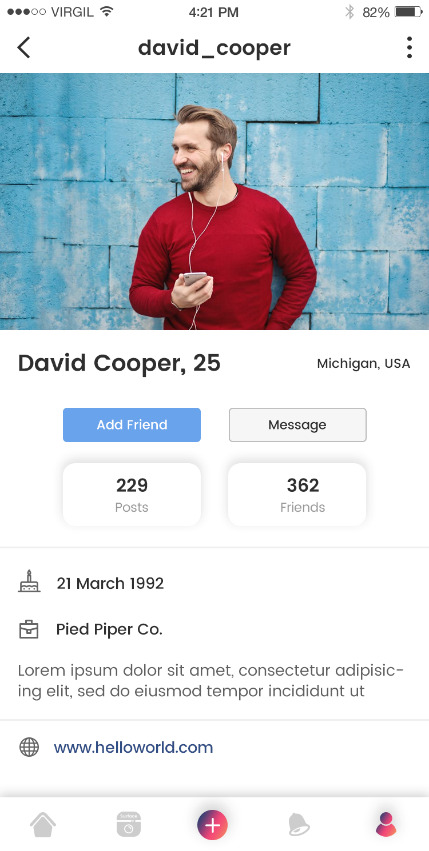 VIRGIL 4:21 PM 82%
david_cooper
David Cooper, 25 Michigan, USA
Add Friend Message
229 362
Posts Friends
21 March 1992
Pied Piper Co.
Lorem ipsum dolor sit amet, consectetur adipisic-
ing elit, sed do eiusmod tempor incididunt ut
www.helloworld.com